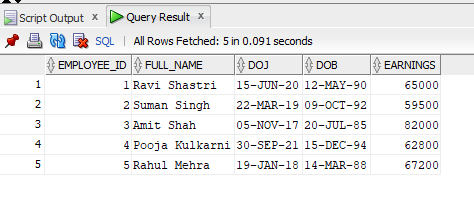 Script Output x Query Result x
SQL | All Rows Fetched: 5 in 0.091 seconds
EMPLOYEE_ID FULL_NAME DOJ DOB EARNINGS
1 1 Ravi Shastri 15-JUN-20 12-MAY-90 65000
2 2 Suman Singh 22-MAR-19 09-OCT-92 59500
3 3 Amit Shah 05-NOV-17 20-JUL-85 82000
4 4 Pooja Kulkarni 30-SEP-21 15-DEC-94 62800
5 5 Rahul Mehra 19-JAN-18 14-MAR-88 67200